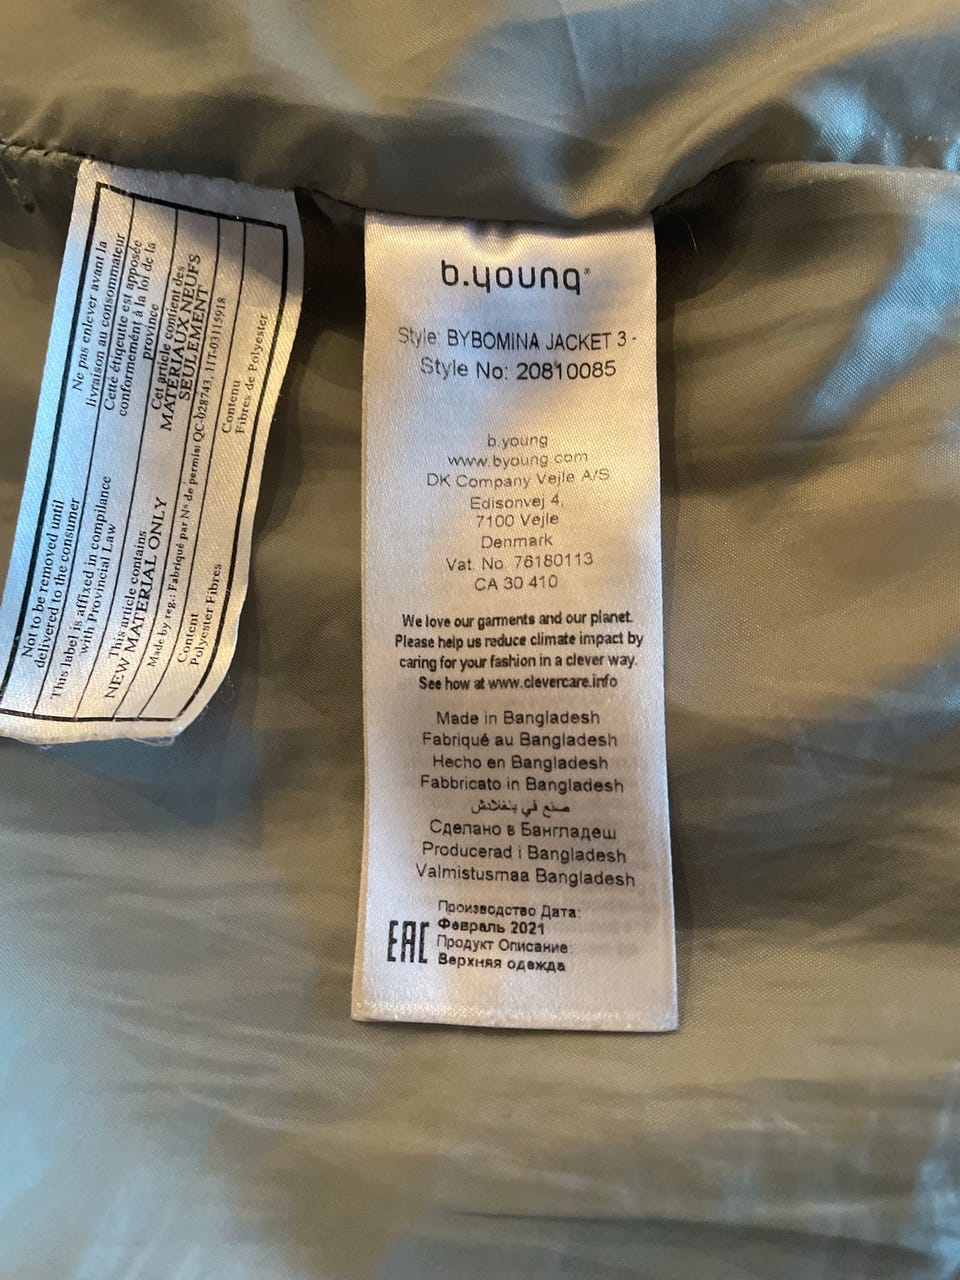 Ne pas enlever avant la
livraison au consommateur
Cette étiqeutte est apposée
conformément á la loi de la
province
Cet article contient des
MATÉRIAUX NEUFS
SEULEMENT
Not to be removed until
delivered to the consumer
This label is affixed in compilance
with Provincial Law
This article contains
NEW MATERIAL ONLY
Made by reg.: Fabriqué par Nº de permis: QC-b28743, 11T-03115918
Content
Polyester Fibres
Contenu
Fibres de Polyester
b.young®
Style: BYBOMINA JACKET 3 -
Style No: 20810085
b.young
www.byoung.com
DK Company Vejle A/S
Edisonvej 4,
7100 Vejle
Denmark
Vat. No. 76180113
CA 30 410
We love our garments and our planet.
Please help us reduce climate impact by
caring for your fashion in a clever way.
See how at www.clevercare.info
Made in Bangladesh
Fabriqué au Bangladesh
Hecho en Bangladesh
Fabbricato in Bangladesh
صنع في بنغلادش
Сделано в Бангладеш
Producerad i Bangladesh
Valmistusmaa Bangladesh
EAC
Производство Дата:
Февраль 2021
Продукт Описание:
Верхняя одежда